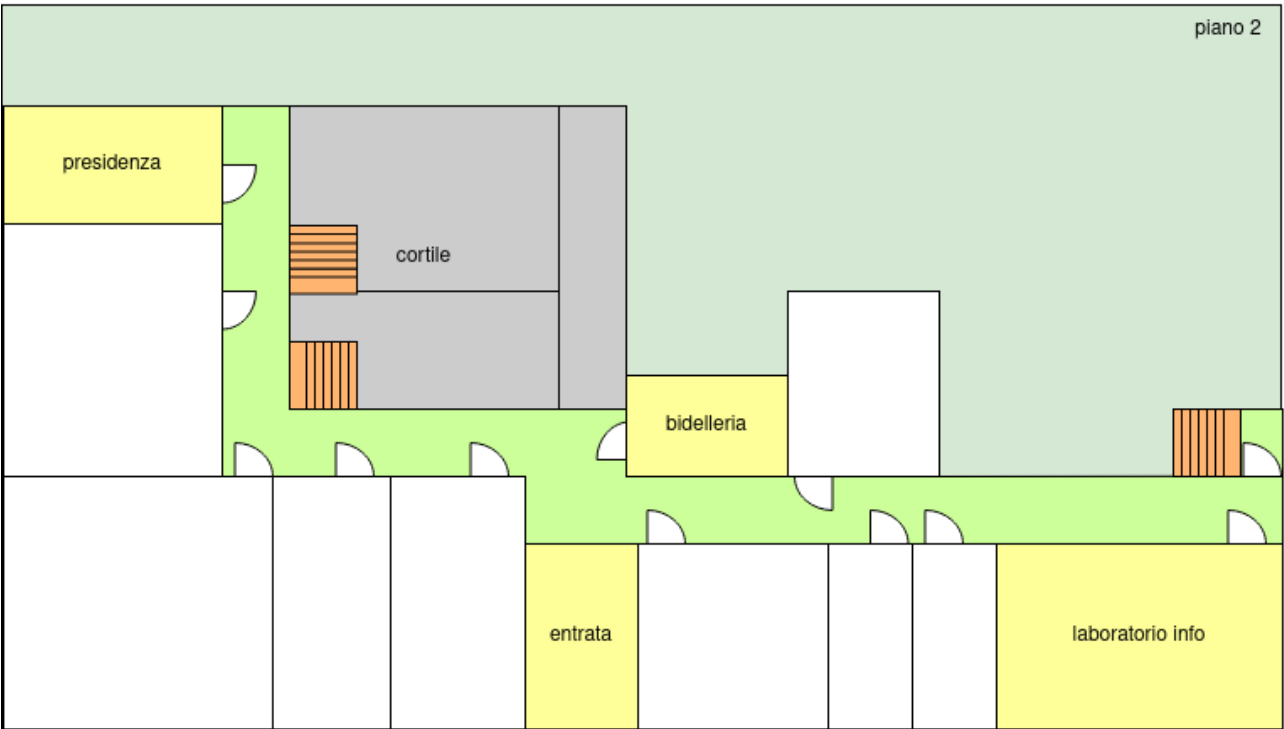 piano 2
presidenza
cortile
bidelleria
entrata
laboratorio info